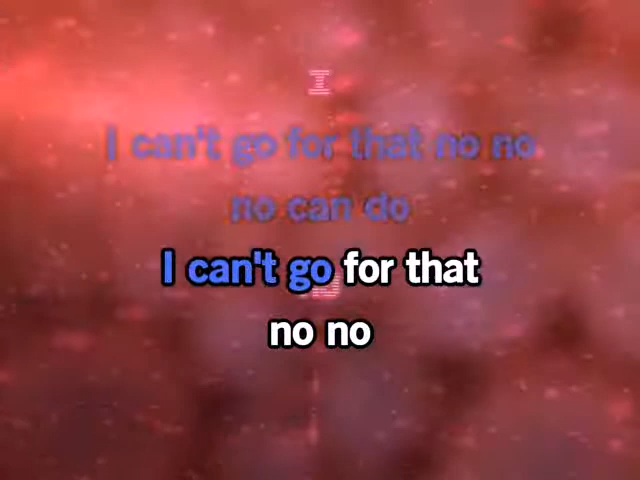 I
I can't go for that no no
no can do
I can't go for that
no no